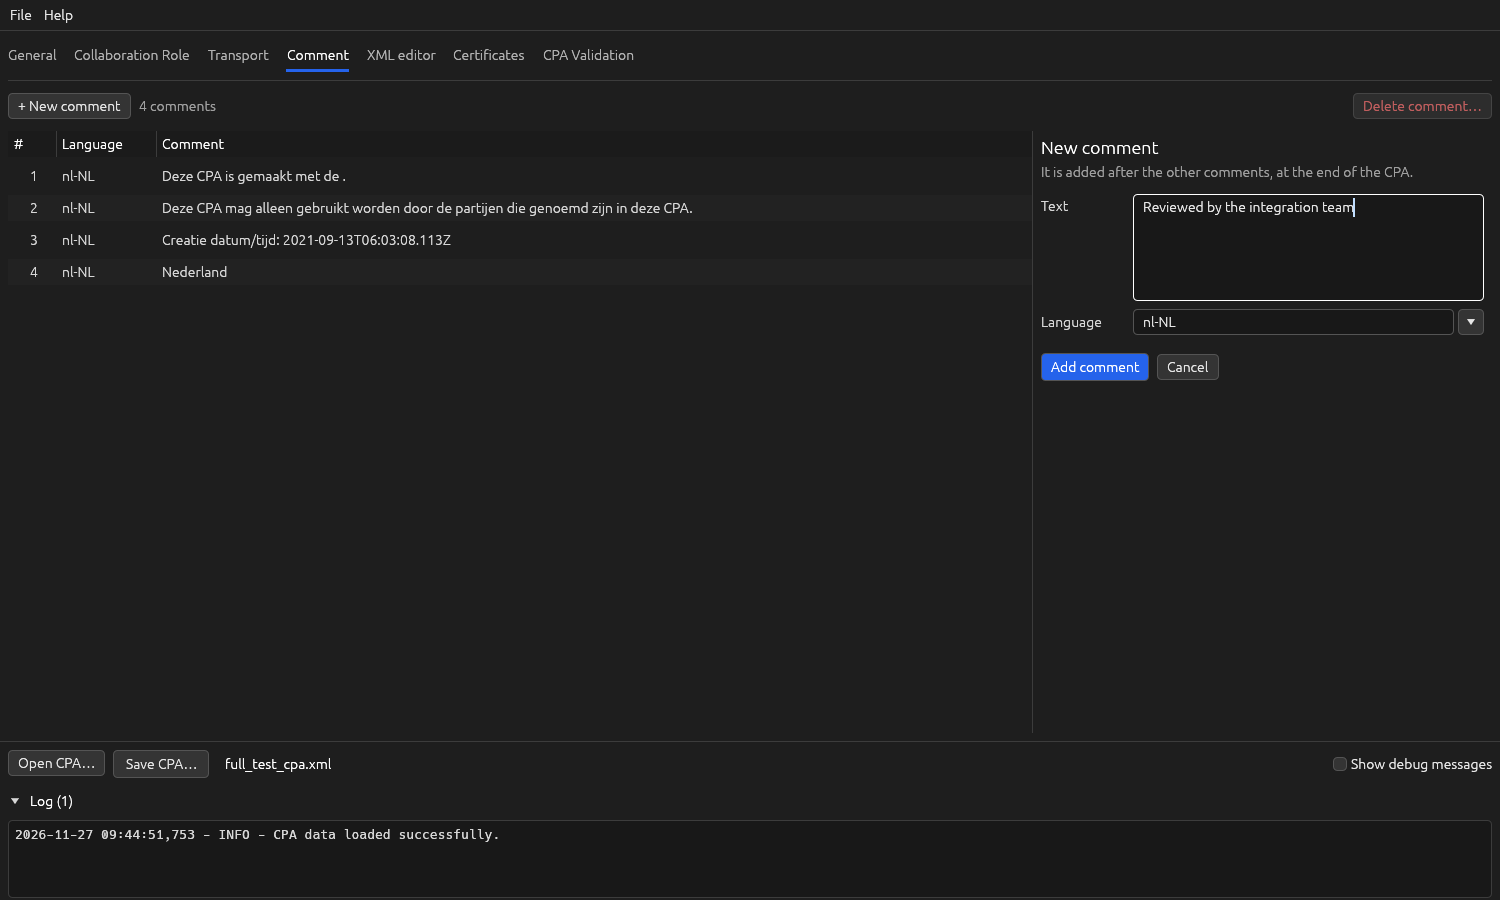 File Help
General Collaboration Role Transport Comment XML editor Certificates CPA Validation
+ New comment 4 comments Delete comment...
# Language Comment
1 nl-NL Deze CPA is gemaakt met de .
2 nl-NL Deze CPA mag alleen gebruikt worden door de partijen die genoemd zijn in deze CPA.
3 nl-NL Creatie datum/tijd: 2021-09-13T06:03:08.113Z
4 nl-NL Nederland
New comment
It is added after the other comments, at the end of the CPA.
Text Reviewed by the integration team
Language nl-NL
Add comment Cancel
Open CPA... Save CPA... full_test_cpa.xml Show debug messages
Log (1)
2026-11-27 09:44:51,753 - INFO - CPA data loaded successfully.